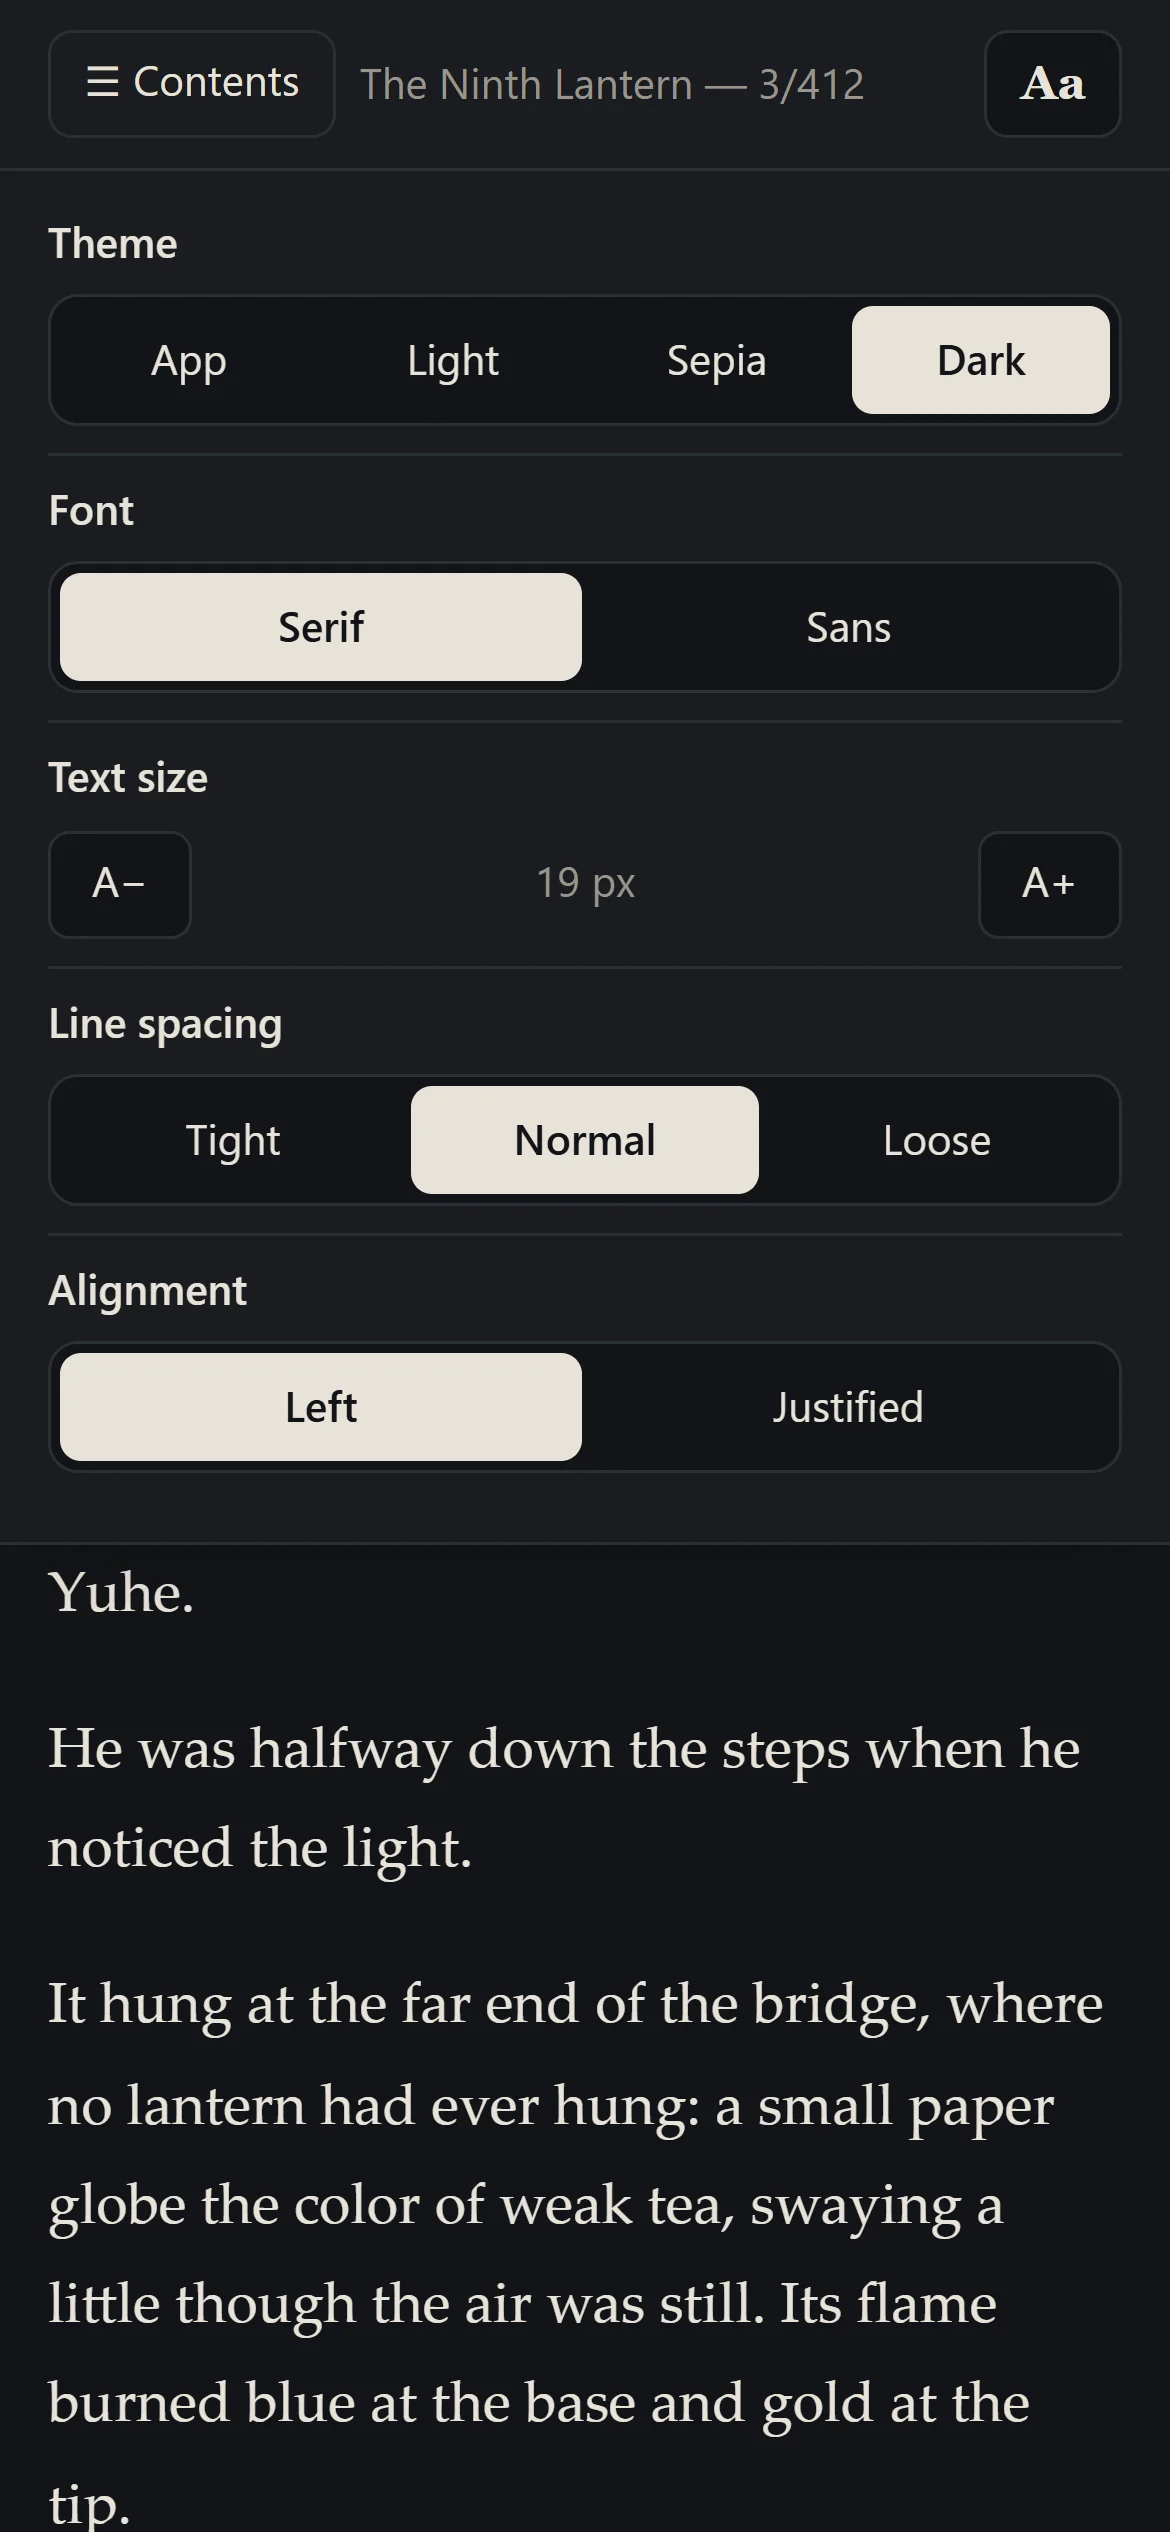 ☰ Contents
The Ninth Lantern — 3/412
Aa
Theme
App
Light
Sepia
Dark
Font
Serif
Sans
Text size
A−
19 px
A+
Line spacing
Tight
Normal
Loose
Alignment
Left
Justified
Yuhe.
He was halfway down the steps when he
noticed the light.
It hung at the far end of the bridge, where
no lantern had ever hung: a small paper
globe the color of weak tea, swaying a
little though the air was still. Its flame
burned blue at the base and gold at the
tip.